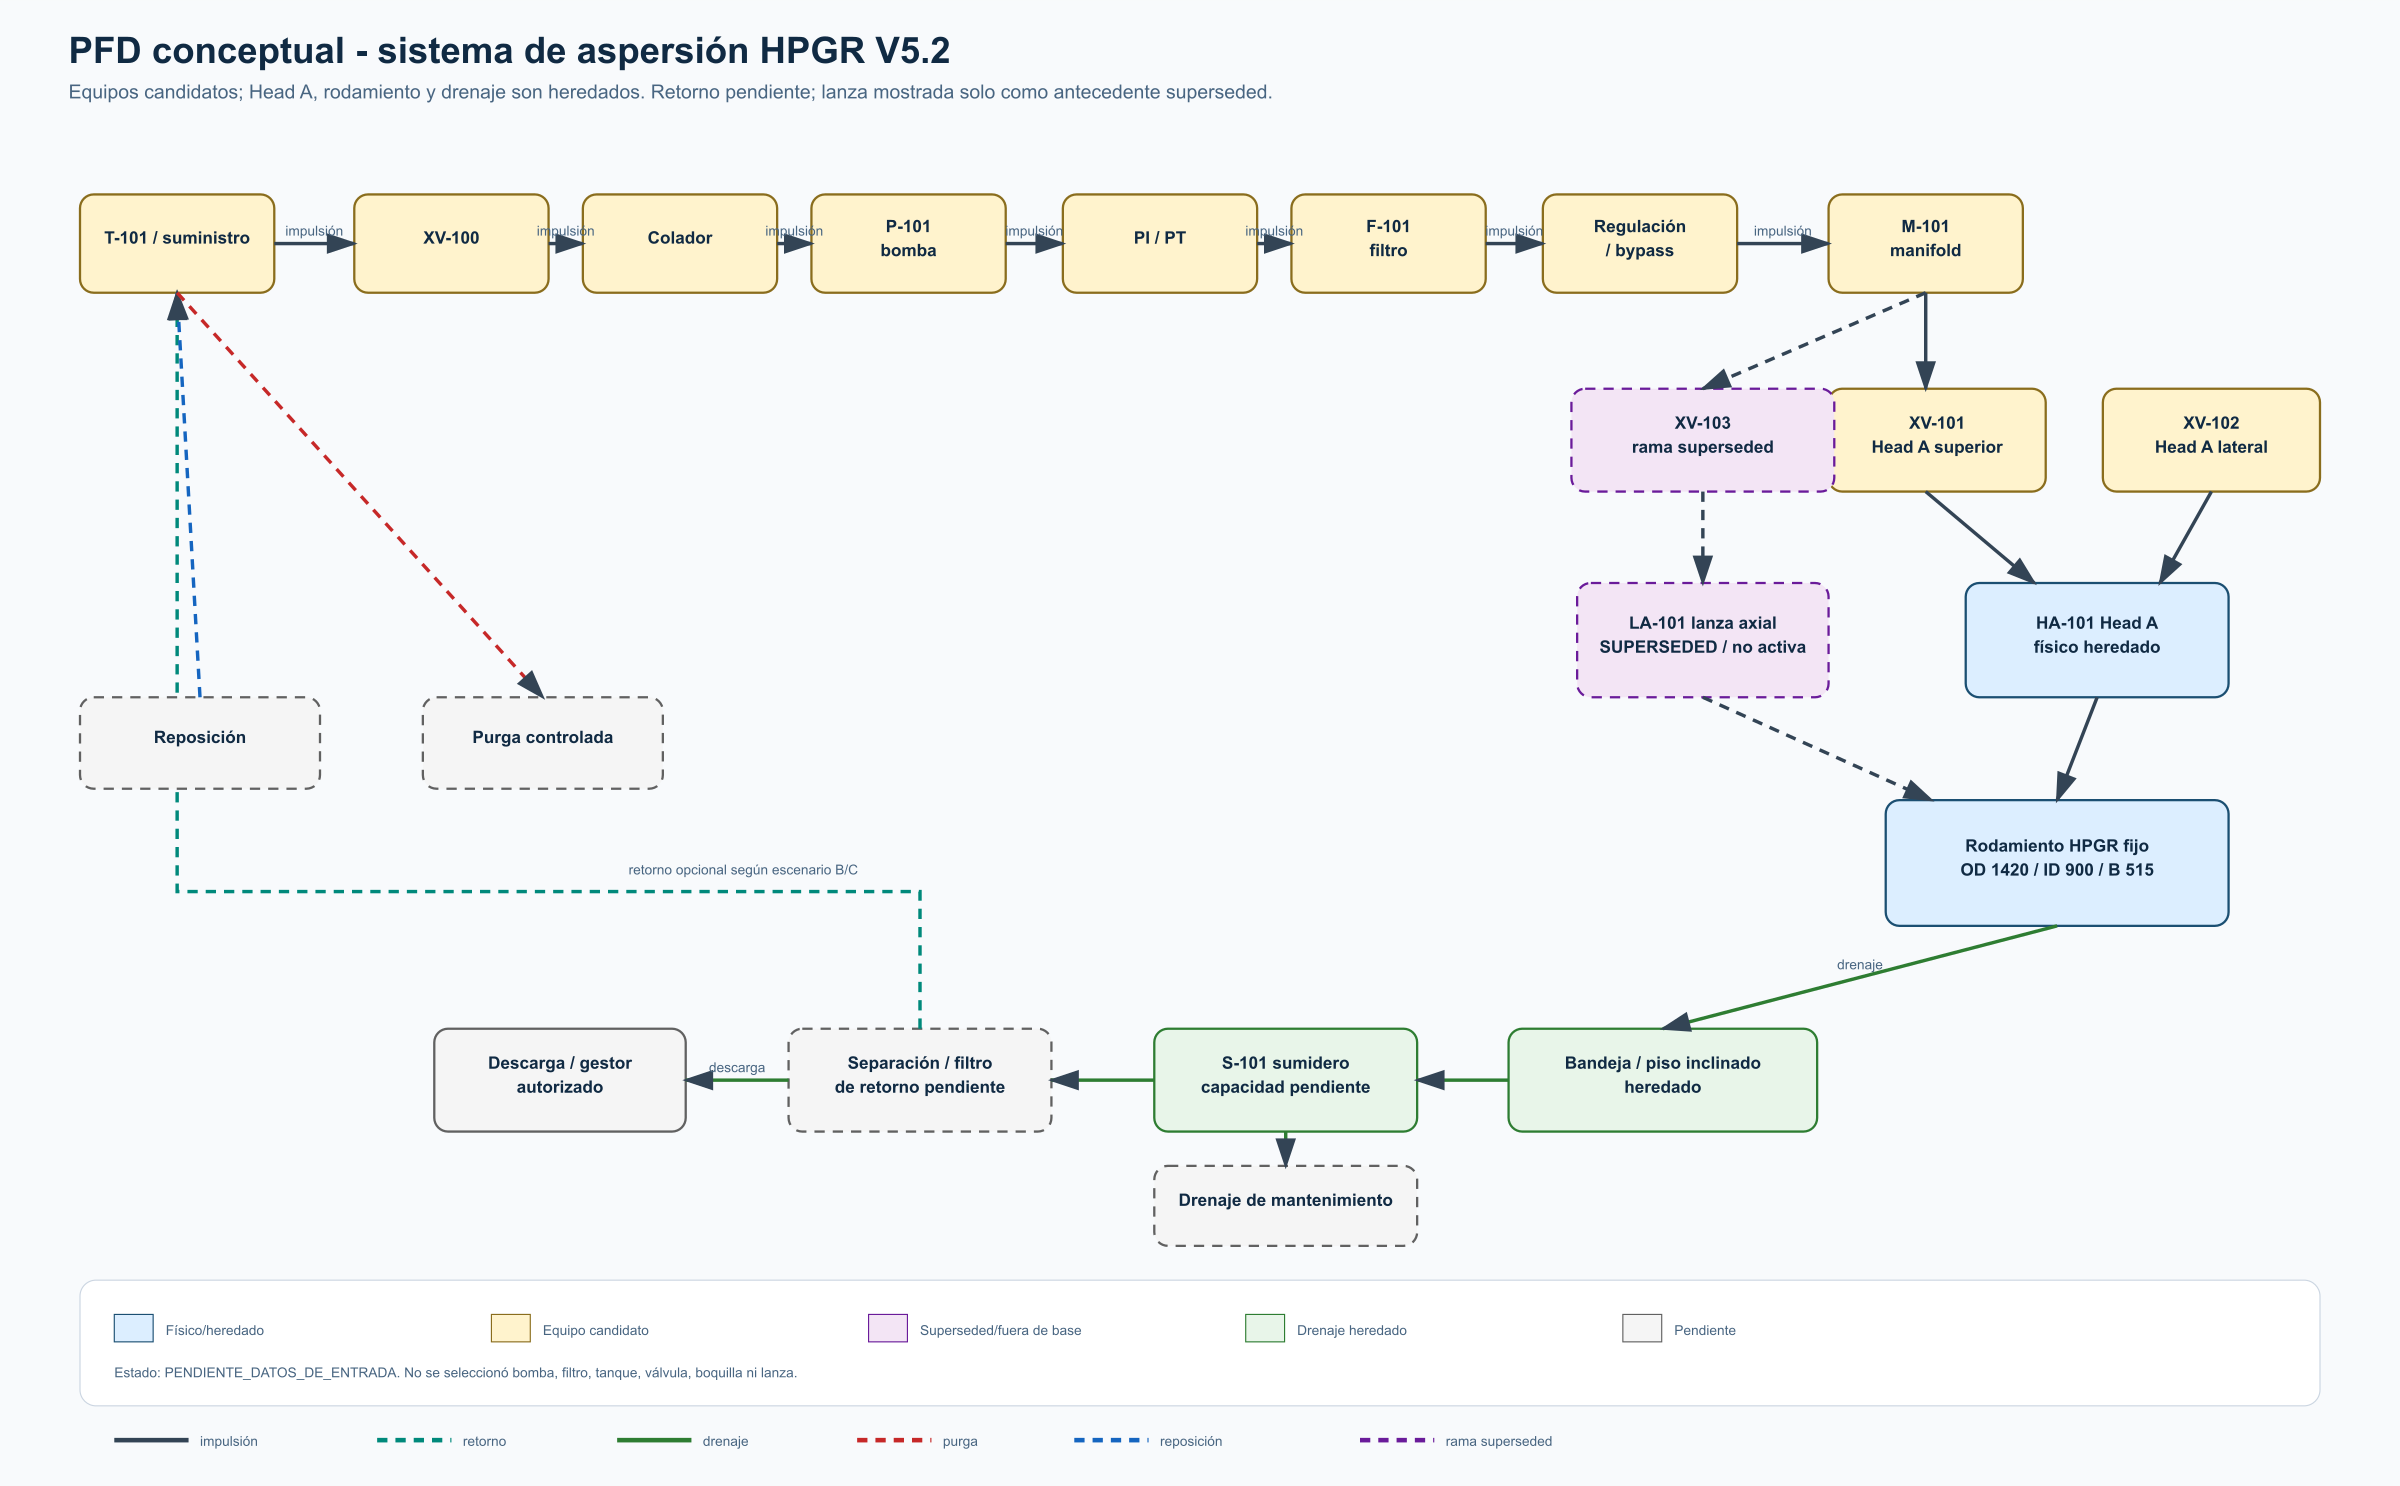 PFD conceptual - sistema de aspersión HPGR V5.2
Equipos candidatos; Head A, rodamiento y drenaje son heredados. Retorno pendiente; lanza mostrada solo como antecedente superseded.
T-101 / suministro
impulsión
XV-100
impulsión
Colador
impulsión
P-101
bomba
impulsión
PI / PT
impulsión
F-101
filtro
impulsión
Regulación
/ bypass
impulsión
M-101
manifold
XV-103
rama superseded
XV-101
Head A superior
XV-102
Head A lateral
LA-101 lanza axial
SUPERSEDED / no activa
HA-101 Head A
físico heredado
Reposición
Purga controlada
Rodamiento HPGR fijo
OD 1420 / ID 900 / B 515
retorno opcional según escenario B/C
drenaje
Descarga / gestor
autorizado
descarga
Separación / filtro
de retorno pendiente
S-101 sumidero
capacidad pendiente
Bandeja / piso inclinado
heredado
Drenaje de mantenimiento
Físico/heredado
Equipo candidato
Superseded/fuera de base
Drenaje heredado
Pendiente
Estado: PENDIENTE_DATOS_DE_ENTRADA. No se seleccionó bomba, filtro, tanque, válvula, boquilla ni lanza.
impulsión
retorno
drenaje
purga
reposición
rama superseded